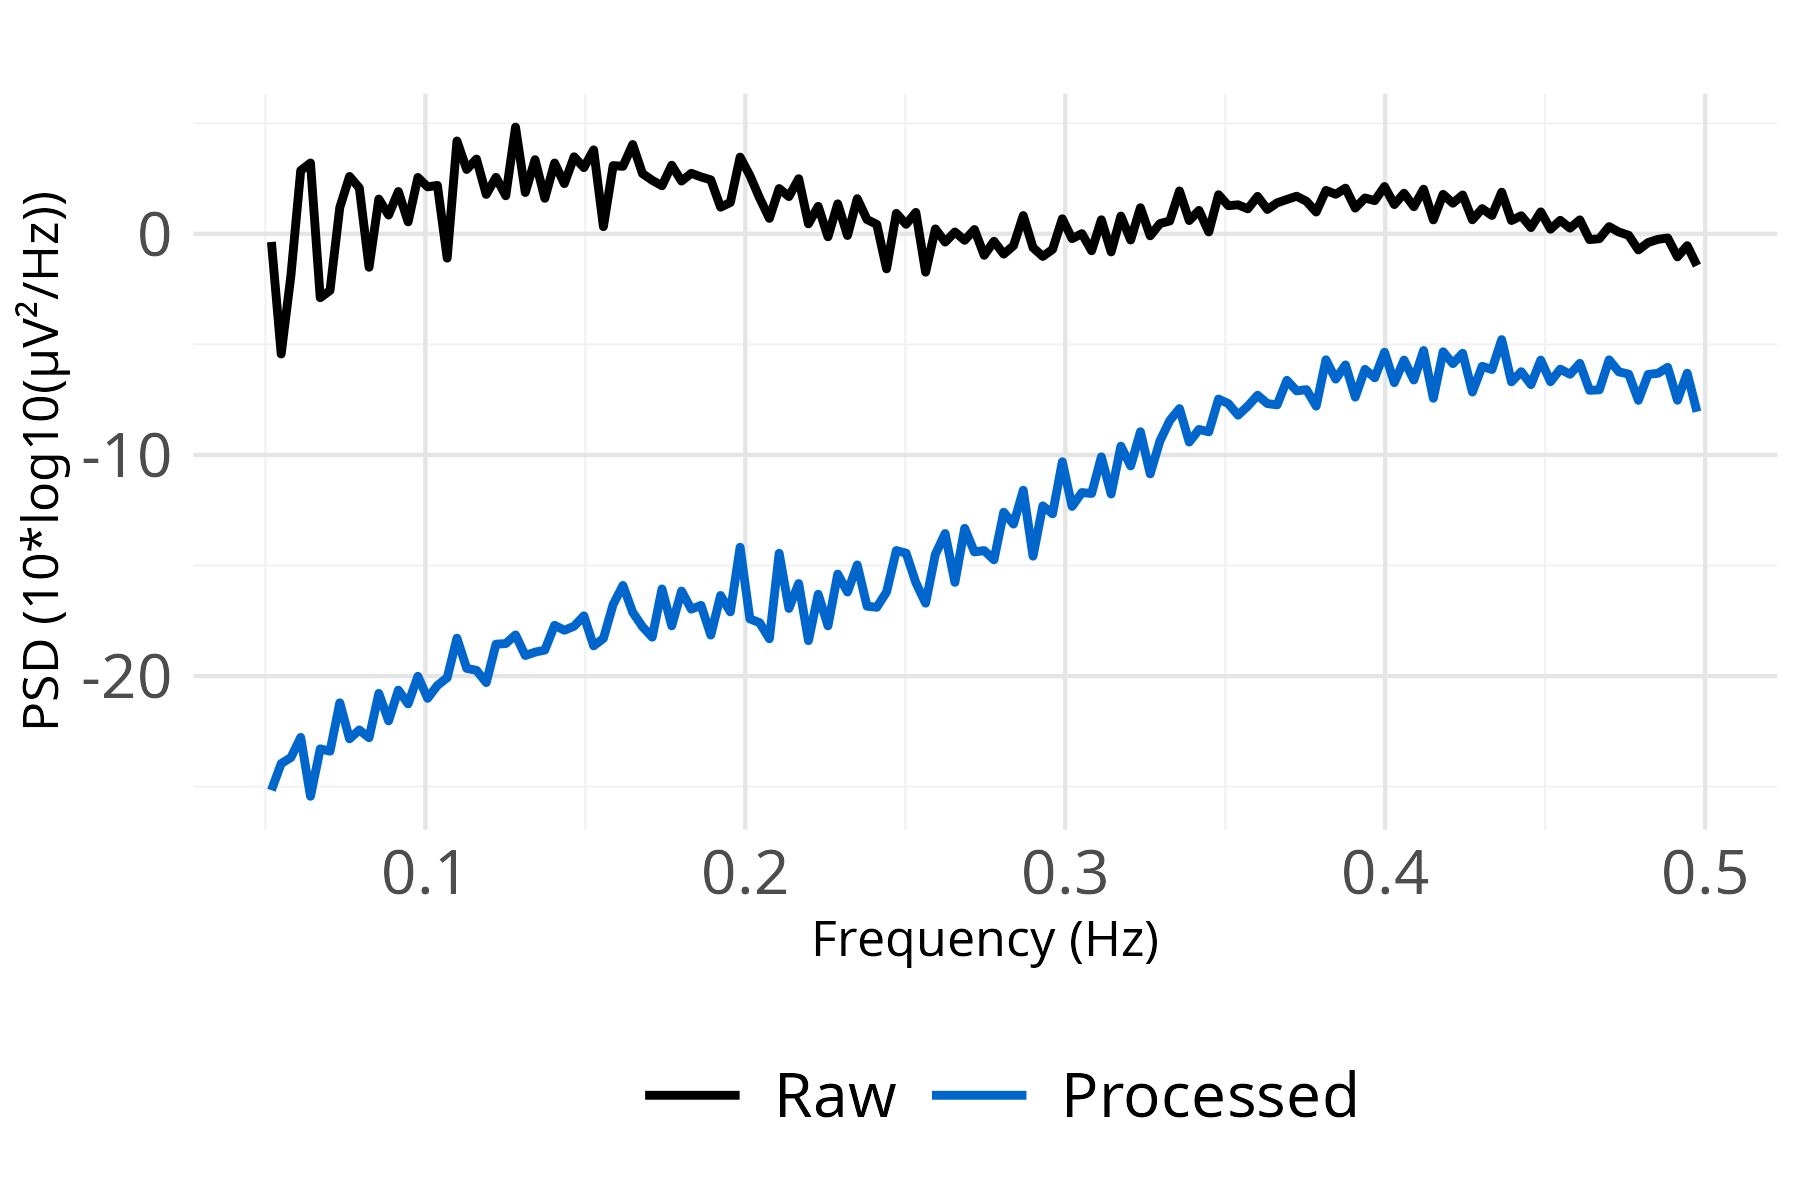 PSD (10*log10(µV²/Hz))
0
-10
-20
0.1 0.2 0.3 0.4 0.5
Frequency (Hz)
Raw Processed